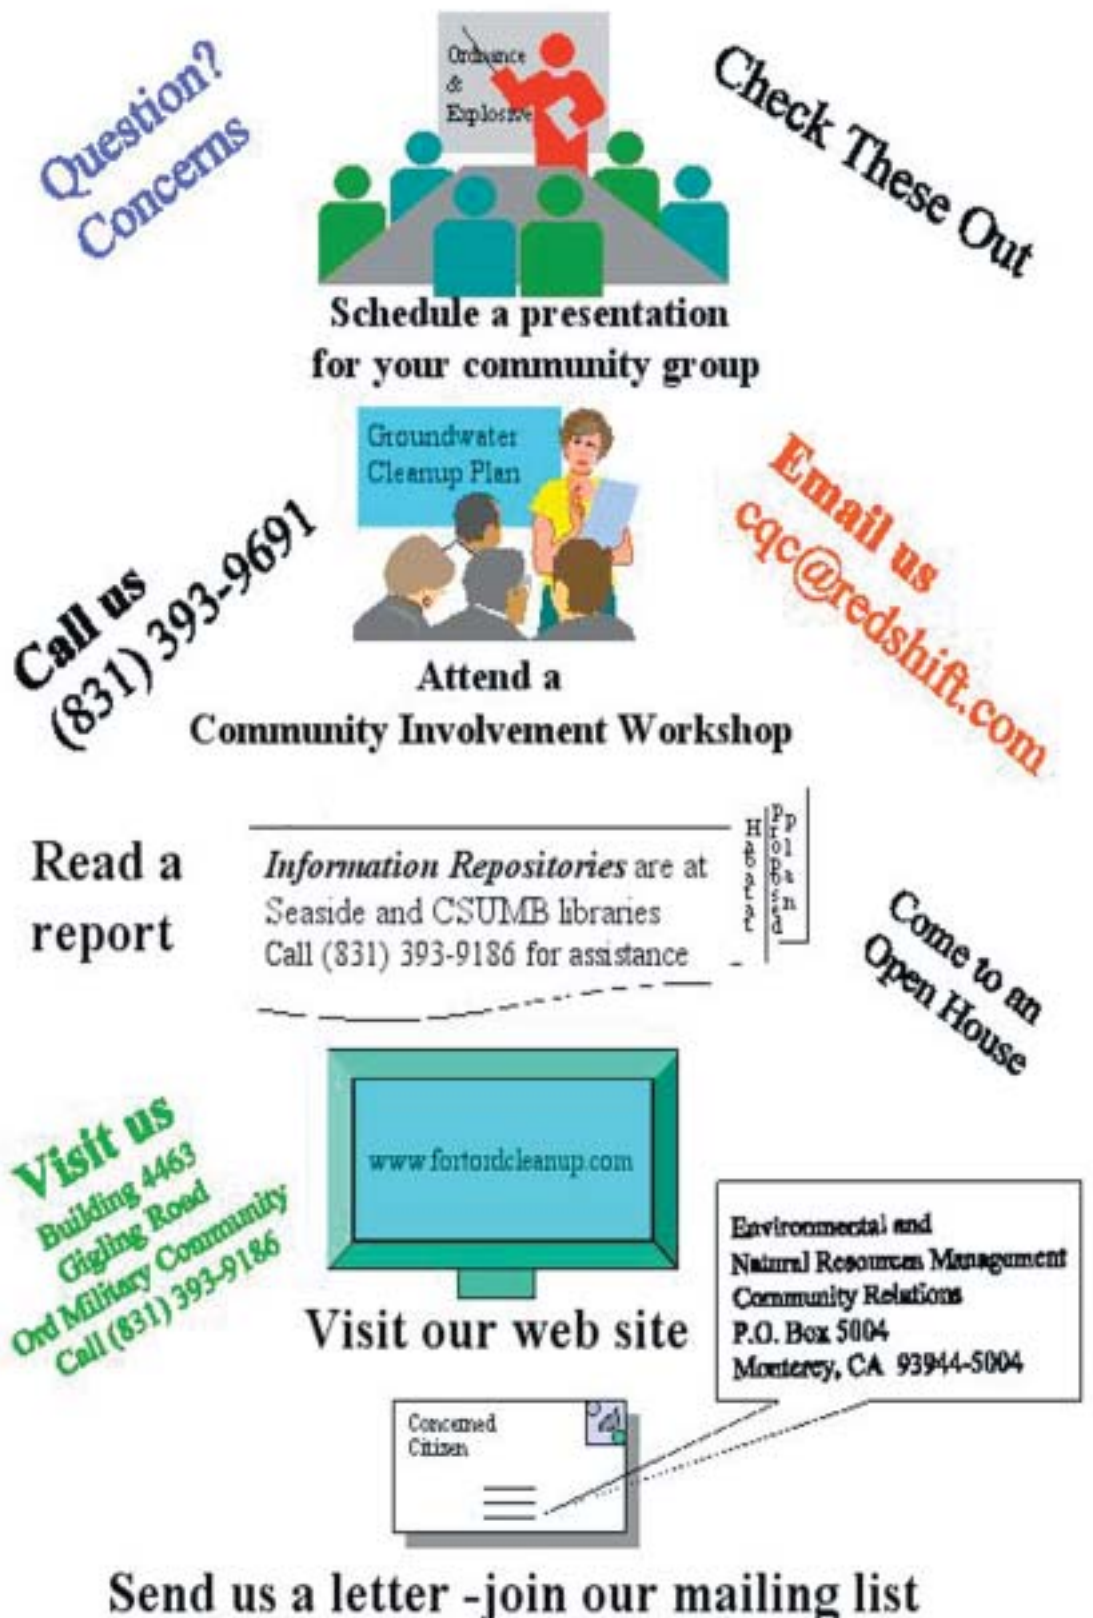 Question?
Concerns
Ordnance
&
Explosive
Check These Out
Schedule a presentation
for your community group
Groundwater
Cleanup Plan
Call us
(831) 393-9691
Email us
cqc@redshift.com
Attend a
Community Involvement Workshop
Read a
report
Information Repositories are at
Seaside and CSUMB libraries
Call (831) 393-9186 for assistance
Habitat
Proposed
plan
Come to an
Open House
Visit us
Building 4463
Gigling Road
Ord Military Community
Call (831) 393-9186
www.fortordcleanup.com
Visit our web site
Environmental and
Natural Resources Management
Community Relations
P.O. Box 5004
Monterey, CA 93944-5004
Concerned
Citizen
Send us a letter -join our mailing list